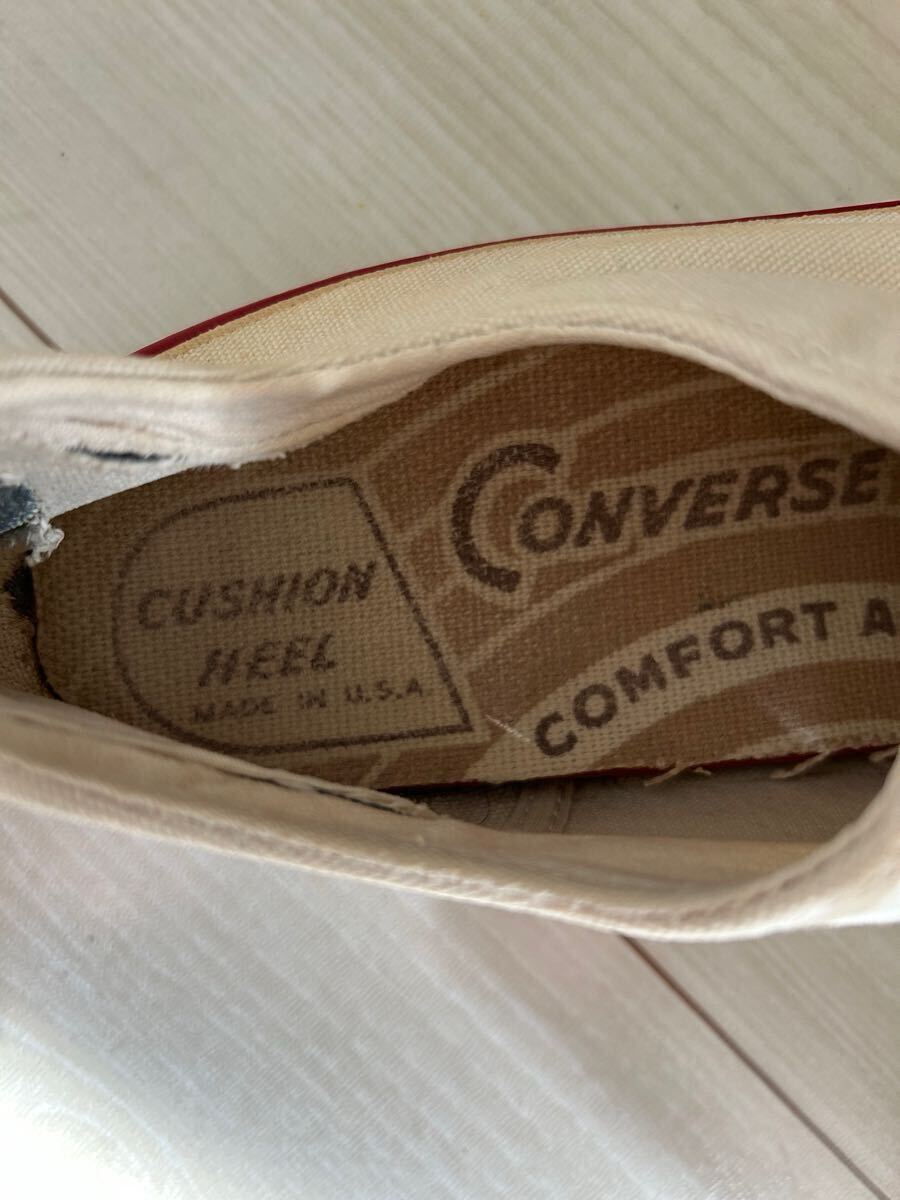 CONVERSE
COMFORT A
CUSHION
HEEL
MADE IN U.S.A